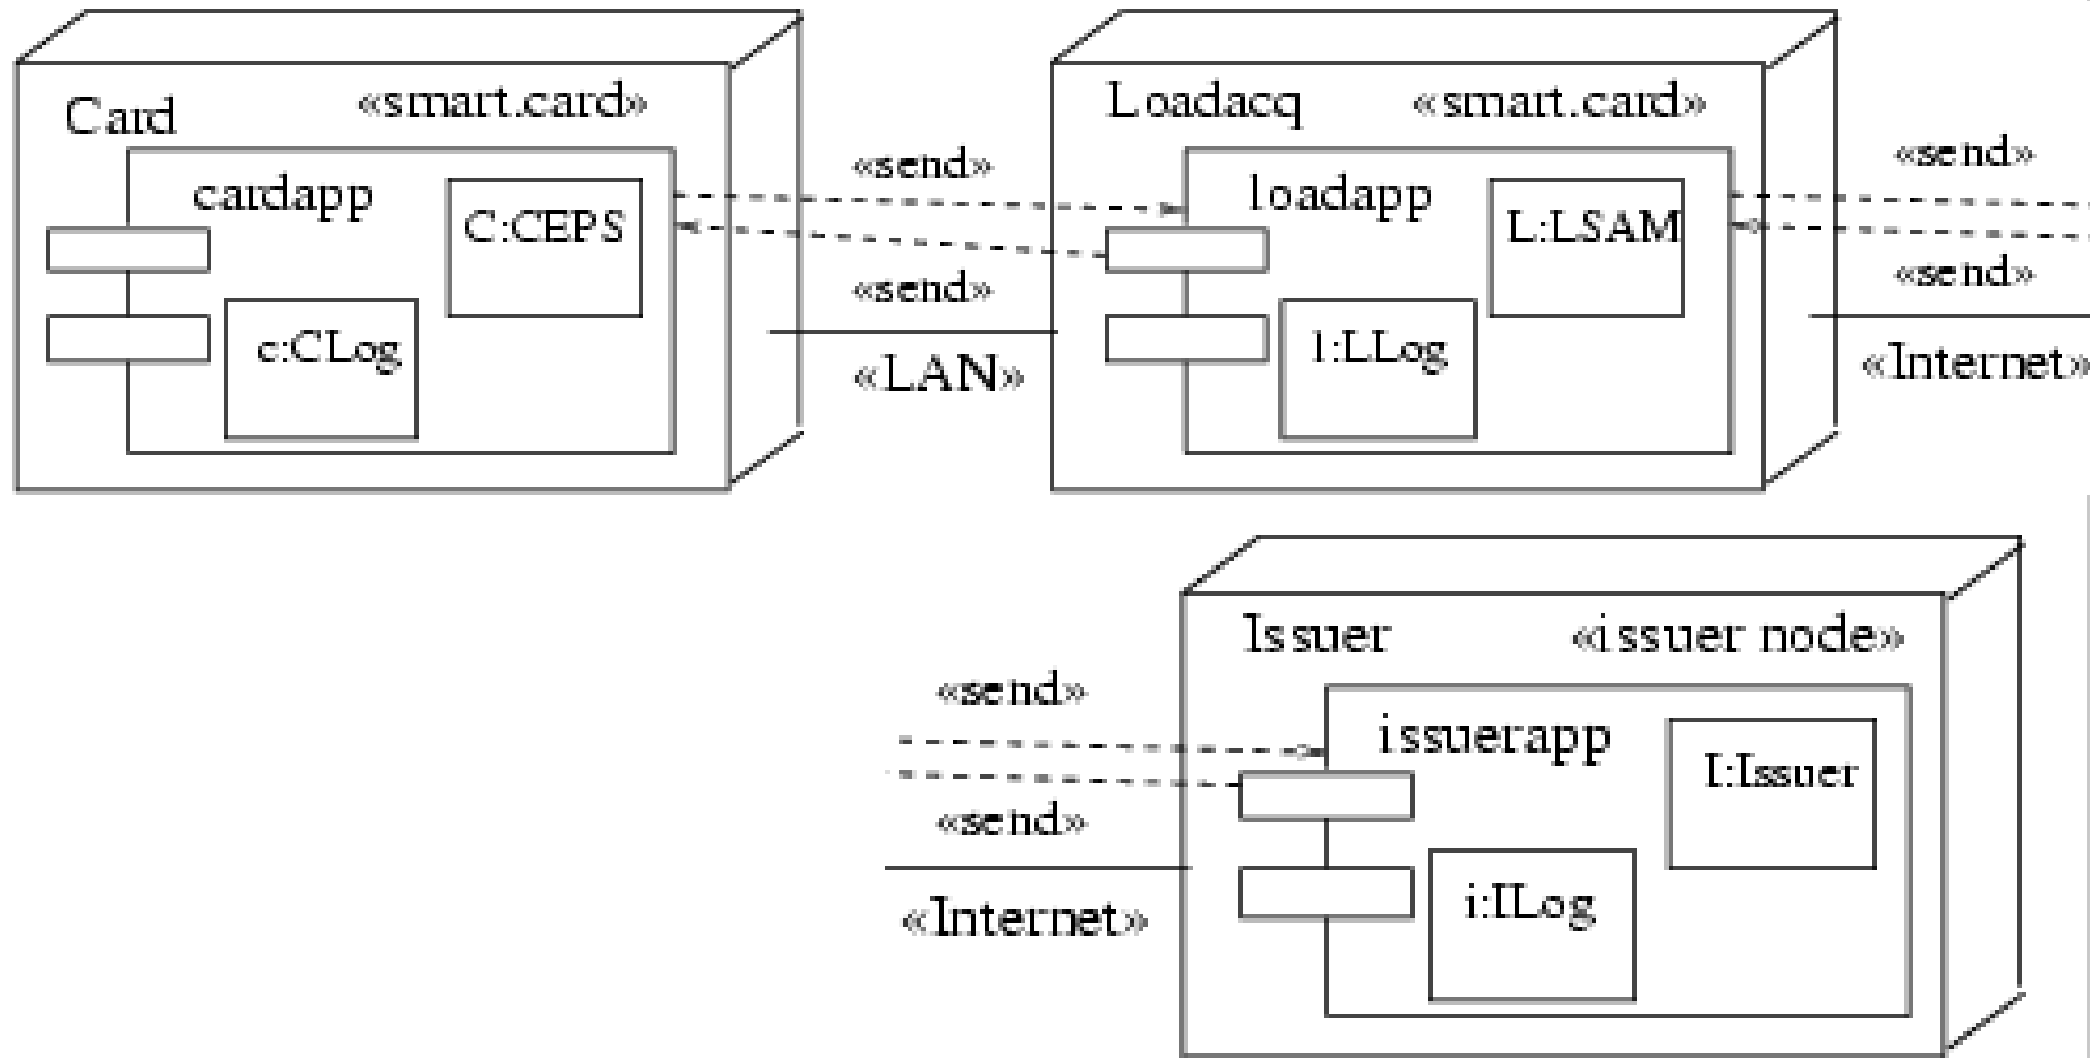 Card «smart.card»
cardapp
C:CEPS
c:CLog
«send»
«send»
«LAN»
Loadacq «smart.card»
loadapp
L:LSAM
l:LLog
«send»
«send»
«Internet»
Issuer «issuer node»
«send»
issuerapp
I:Issuer
«send»
i:ILog
«Internet»